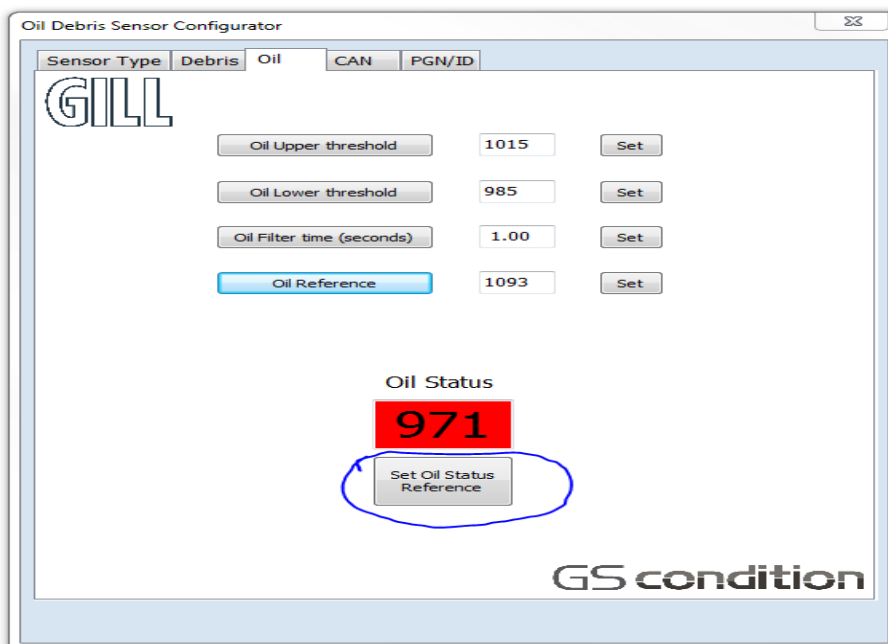 Oil Debris Sensor Configurator
Sensor Type Debris Oil CAN PGN/ID
GILL
Oil Upper threshold 1015 Set
Oil Lower threshold 985 Set
Oil Filter time (seconds) 1.00 Set
Oil Reference 1093 Set
Oil Status
971
Set Oil Status
Reference
GS condition